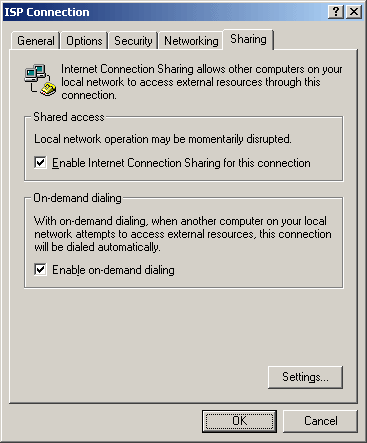 ISP Connection
General Options Security Networking Sharing
Internet Connection Sharing allows other computers on your
local network to access external resources through this
connection.
Shared access
Local network operation may be momentarily disrupted.
Enable Internet Connection Sharing for this connection
On-demand dialing
With on-demand dialing, when another computer on your local
network attempts to access external resources, this connection
will be dialed automatically.
Enable on-demand dialing
Settings...
OK Cancel